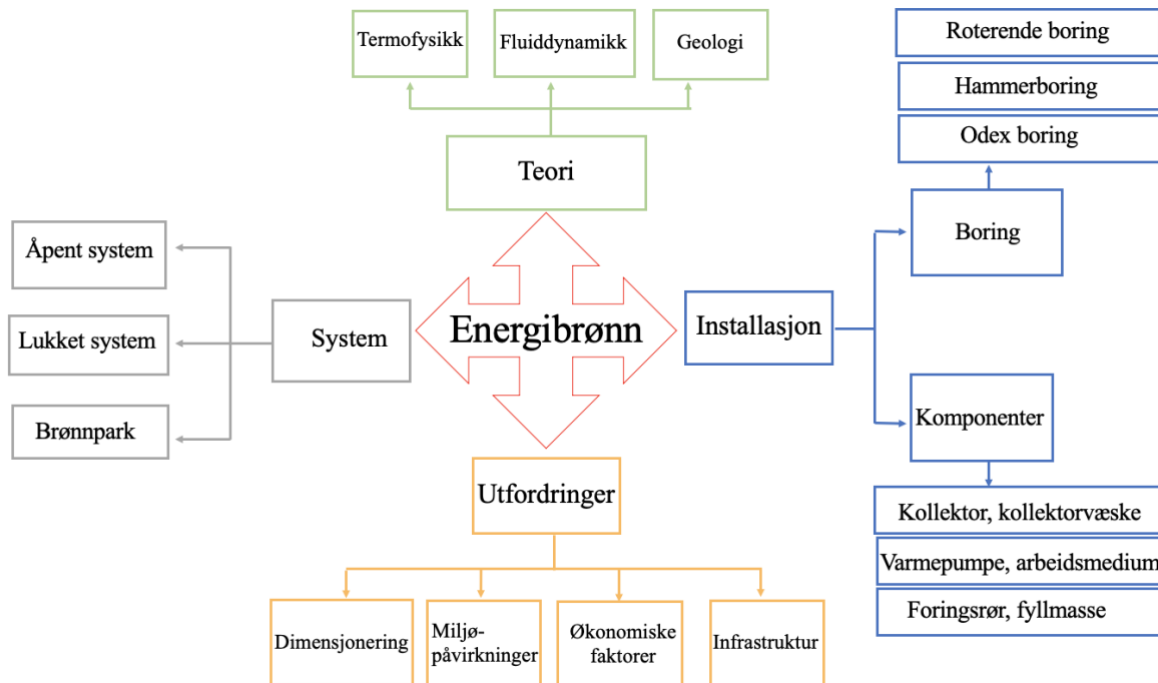 Termofysikk
Fluiddynamikk
Geologi
Teori
Roterende boring
Hammerboring
Odex boring
Boring
Åpent system
Lukket system
Brønnpark
System
Energibrønn
Installasjon
Komponenter
Kollektor, kollektorvæske
Varmepumpe, arbeidsmedium
Foringsrør, fyllmasse
Utfordringer
Dimensjonering
Miljø-
påvirkninger
Økonomiske
faktorer
Infrastruktur